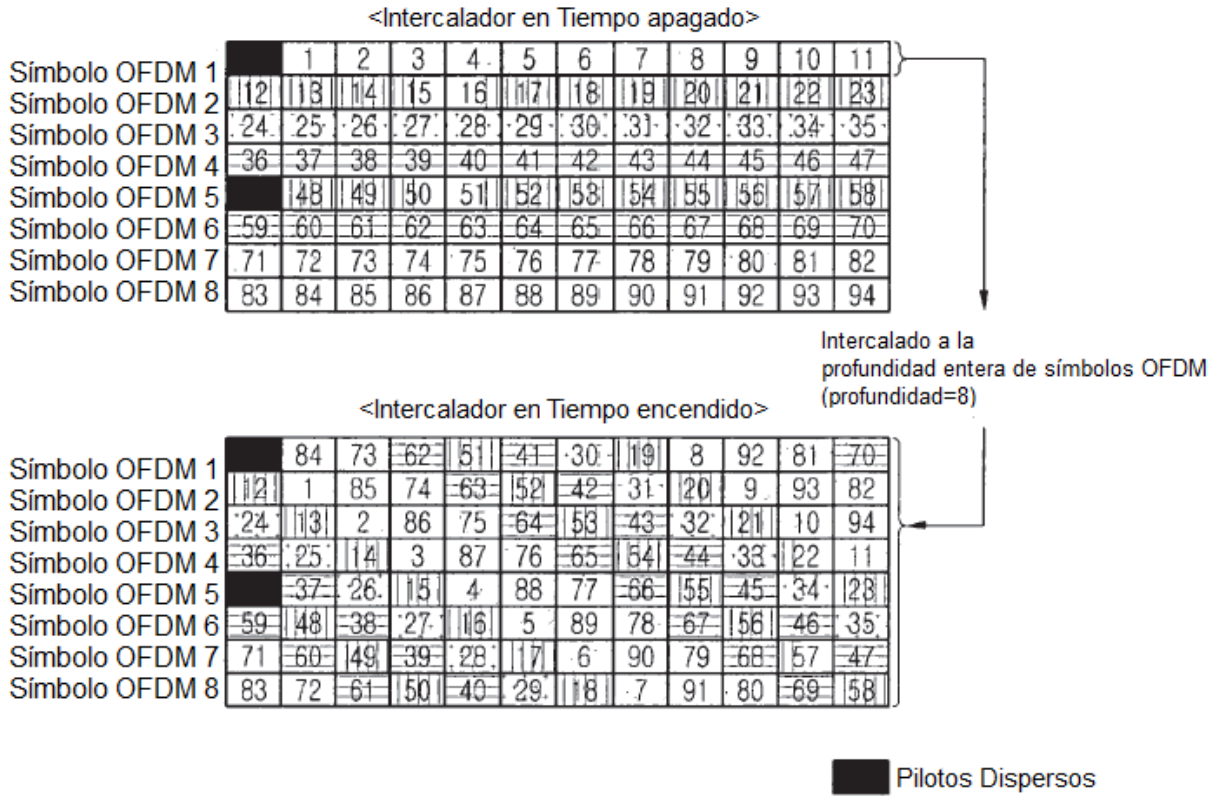 <Intercalador en Tiempo apagado>
Símbolo OFDM 1 1 2 3 4 5 6 7 8 9 10 11
Símbolo OFDM 2 12 13 14 15 16 17 18 19 20 21 22 23
Símbolo OFDM 3 24 25 26 27 28 29 30 31 32 33 34 35
Símbolo OFDM 4 36 37 38 39 40 41 42 43 44 45 46 47
Símbolo OFDM 5 48 49 50 51 52 53 54 55 56 57 58
Símbolo OFDM 6 59 60 61 62 63 64 65 66 67 68 69 70
Símbolo OFDM 7 71 72 73 74 75 76 77 78 79 80 81 82
Símbolo OFDM 8 83 84 85 86 87 88 89 90 91 92 93 94
Intercalado a la
profundidad entera de símbolos OFDM
(profundidad=8)
<Intercalador en Tiempo encendido>
Símbolo OFDM 1 84 73 62 51 41 30 19 8 92 81 70
Símbolo OFDM 2 12 1 85 74 63 52 42 31 20 9 93 82
Símbolo OFDM 3 24 13 2 86 75 64 53 43 32 21 10 94
Símbolo OFDM 4 36 25 14 3 87 76 65 54 44 33 22 11
Símbolo OFDM 5 37 26 15 4 88 77 66 55 45 34 23
Símbolo OFDM 6 59 48 38 27 16 5 89 78 67 56 46 35
Símbolo OFDM 7 71 60 49 39 28 17 6 90 79 68 57 47
Símbolo OFDM 8 83 72 61 50 40 29 18 7 91 80 69 58
Pilotos Dispersos